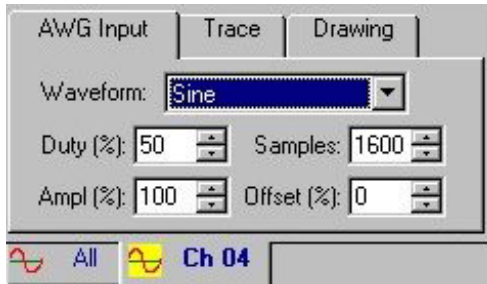 AWG Input Trace Drawing
Waveform: Sine
Duty (%): 50 Samples: 1600
Ampl (%): 100 Offset (%): 0
All Ch 04